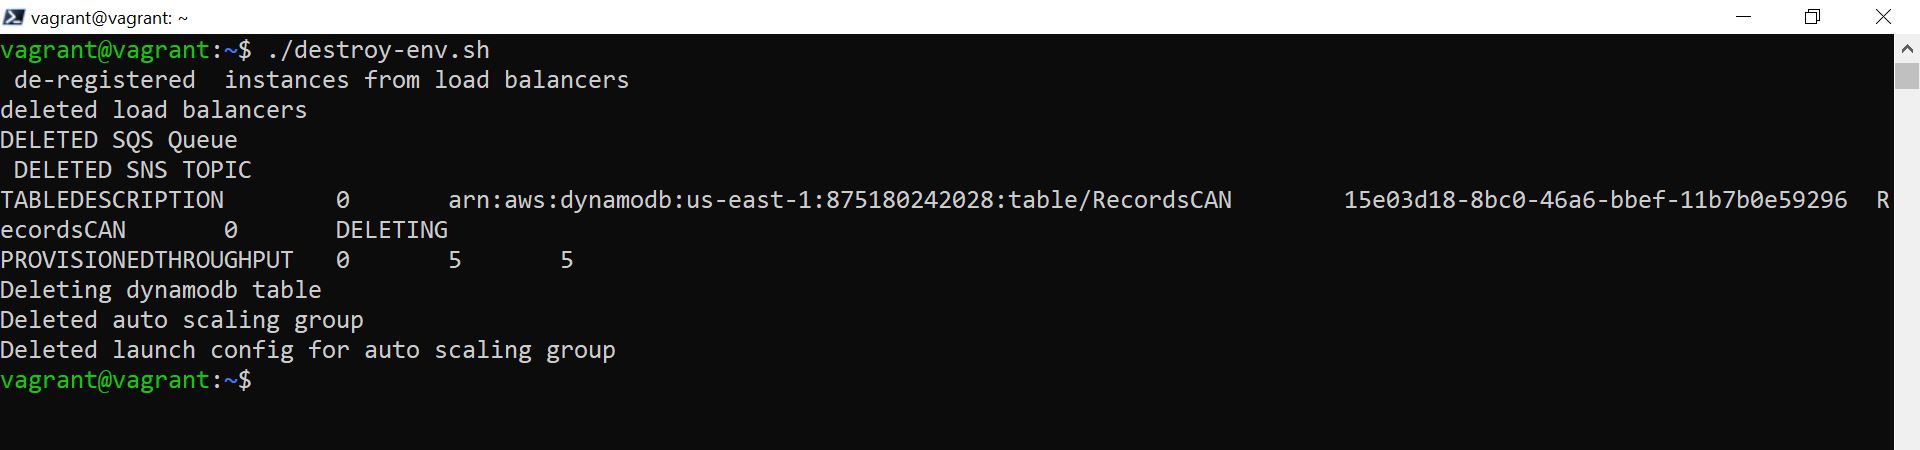 vagrant@vagrant: ~
vagrant@vagrant:~$ ./destroy-env.sh
 de-registered  instances from load balancers
deleted load balancers
DELETED SQS Queue
 DELETED SNS TOPIC
TABLEDESCRIPTION        0       arn:aws:dynamodb:us-east-1:875180242028:table/RecordsCAN        15e03d18-8bc0-46a6-bbef-11b7b0e59296  R
ecordsCAN       0       DELETING
PROVISIONEDTHROUGHPUT   0       5       5
Deleting dynamodb table
Deleted auto scaling group
Deleted launch config for auto scaling group
vagrant@vagrant:~$